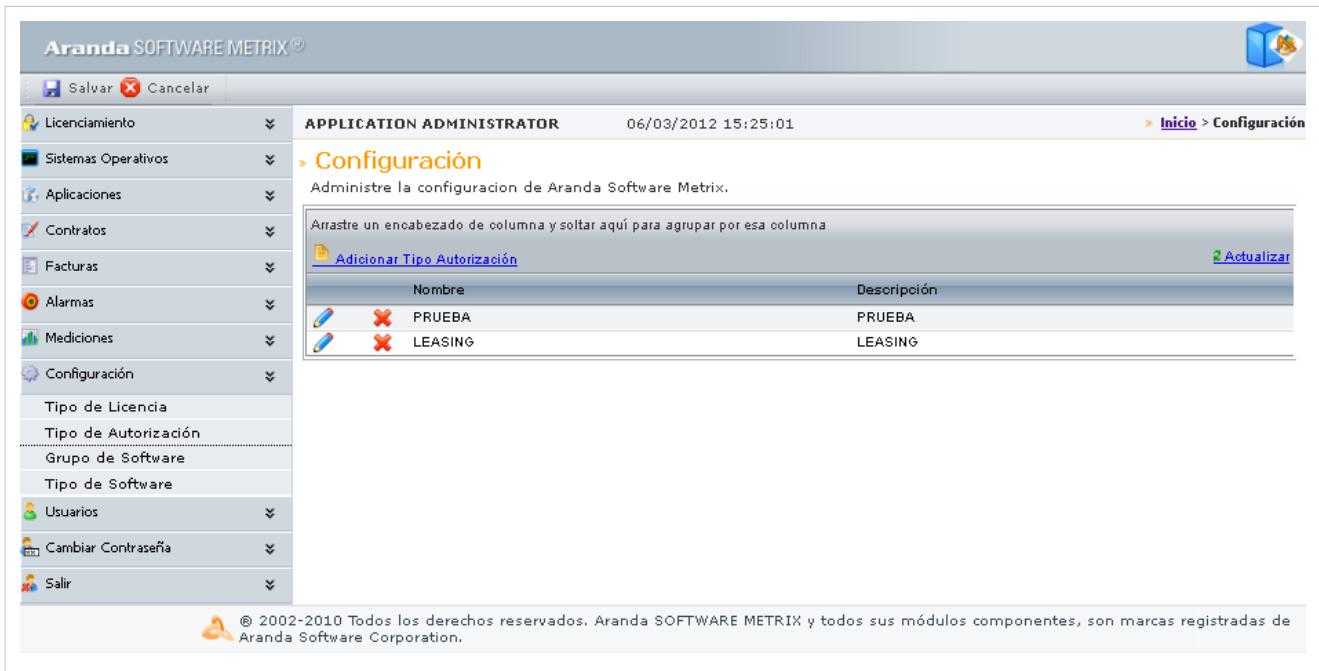 Aranda SOFTWARE METRIX ®
Salvar Cancelar
Licenciamiento
Sistemas Operativos
Aplicaciones
Contratos
Facturas
Alarmas
Mediciones
Configuración
Tipo de Licencia
Tipo de Autorización
Grupo de Software
Tipo de Software
Usuarios
Cambiar Contraseña
Salir
APPLICATION ADMINISTRATOR 06/03/2012 15:25:01 » Inicio > Configuración
» Configuración
Administre la configuracion de Aranda Software Metrix.
Arrastre un encabezado de columna y soltar aquí para agrupar por esa columna
Adicionar Tipo Autorización Actualizar
Nombre Descripción
PRUEBA PRUEBA
LEASING LEASING
® 2002-2010 Todos los derechos reservados. Aranda SOFTWARE METRIX y todos sus módulos componentes, son marcas registradas de
Aranda Software Corporation.